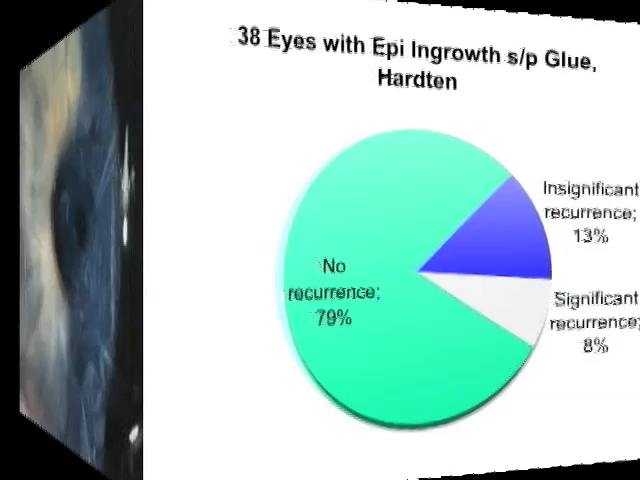 38 Eyes with Epi Ingrowth s/p Glue,
Hardten
Insignificant
recurrence;
13%
No
recurrence;
79%
Significant
recurrence;
8%